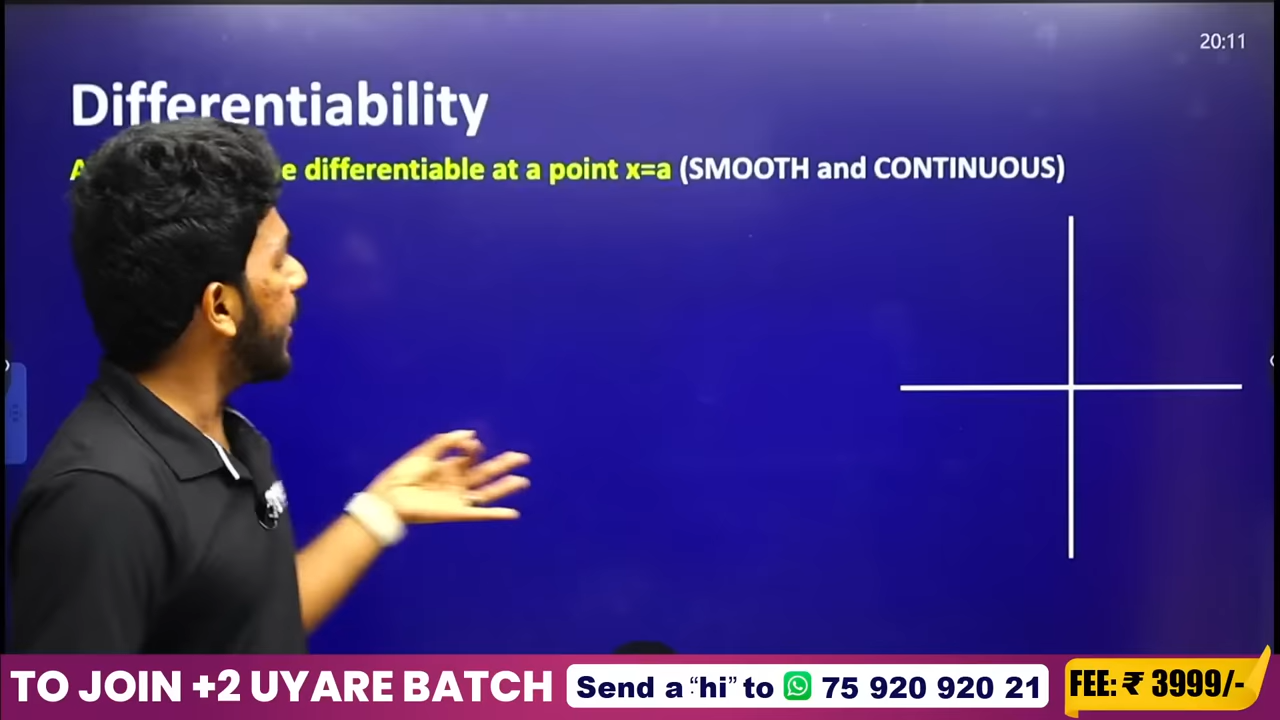 20:11
Differentiability
A e differentiable at a point x=a (SMOOTH and CONTINUOUS)
TO JOIN +2 UYARE BATCH Send a “hi” to 75 920 920 21 FEE: ₹ 3999/-